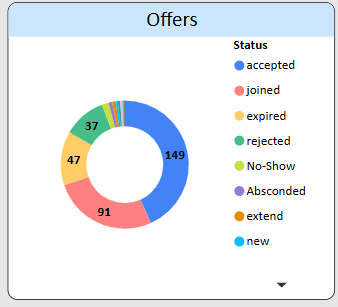 Offers
Status
accepted
joined
expired
rejected
No-Show
Absconded
extend
new
149
91
47
37